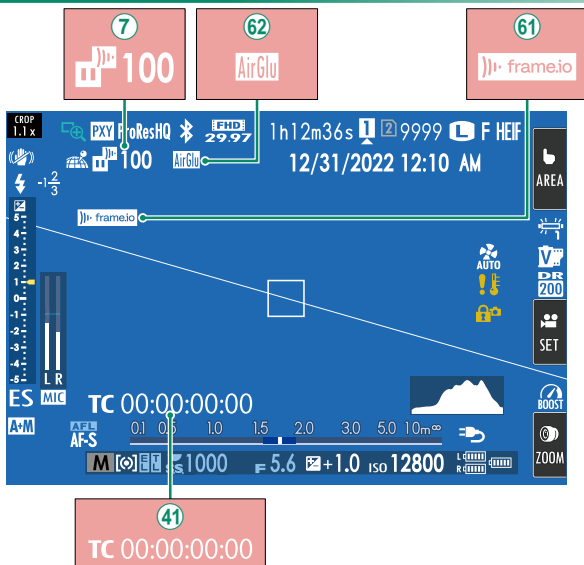 7
100
62
AirGlu
61
frame.io
CROP
1.1 x
PXY ProResHQ FHD 29.97 1h12m36s 1 2 9999 L F HEIF
100 AirGlu 12/31/2022 12:10 AM
-1 2/3
frame.io
AREA
1
V
AUTO
!
DR
200
SET
5
4
3
2
1
0
-1
-2
-3
-4
-5
L R
ES MIC
TC 00:00:00:00
BOOST
A+M
AFL
AF-S
0.1 0.5 1.0 1.5 2.0 3.0 5.0 10m ∞
ZOOM
M E L S.S. 1000 F 5.6 +1.0 ISO 12800 L R
41
TC 00:00:00:00